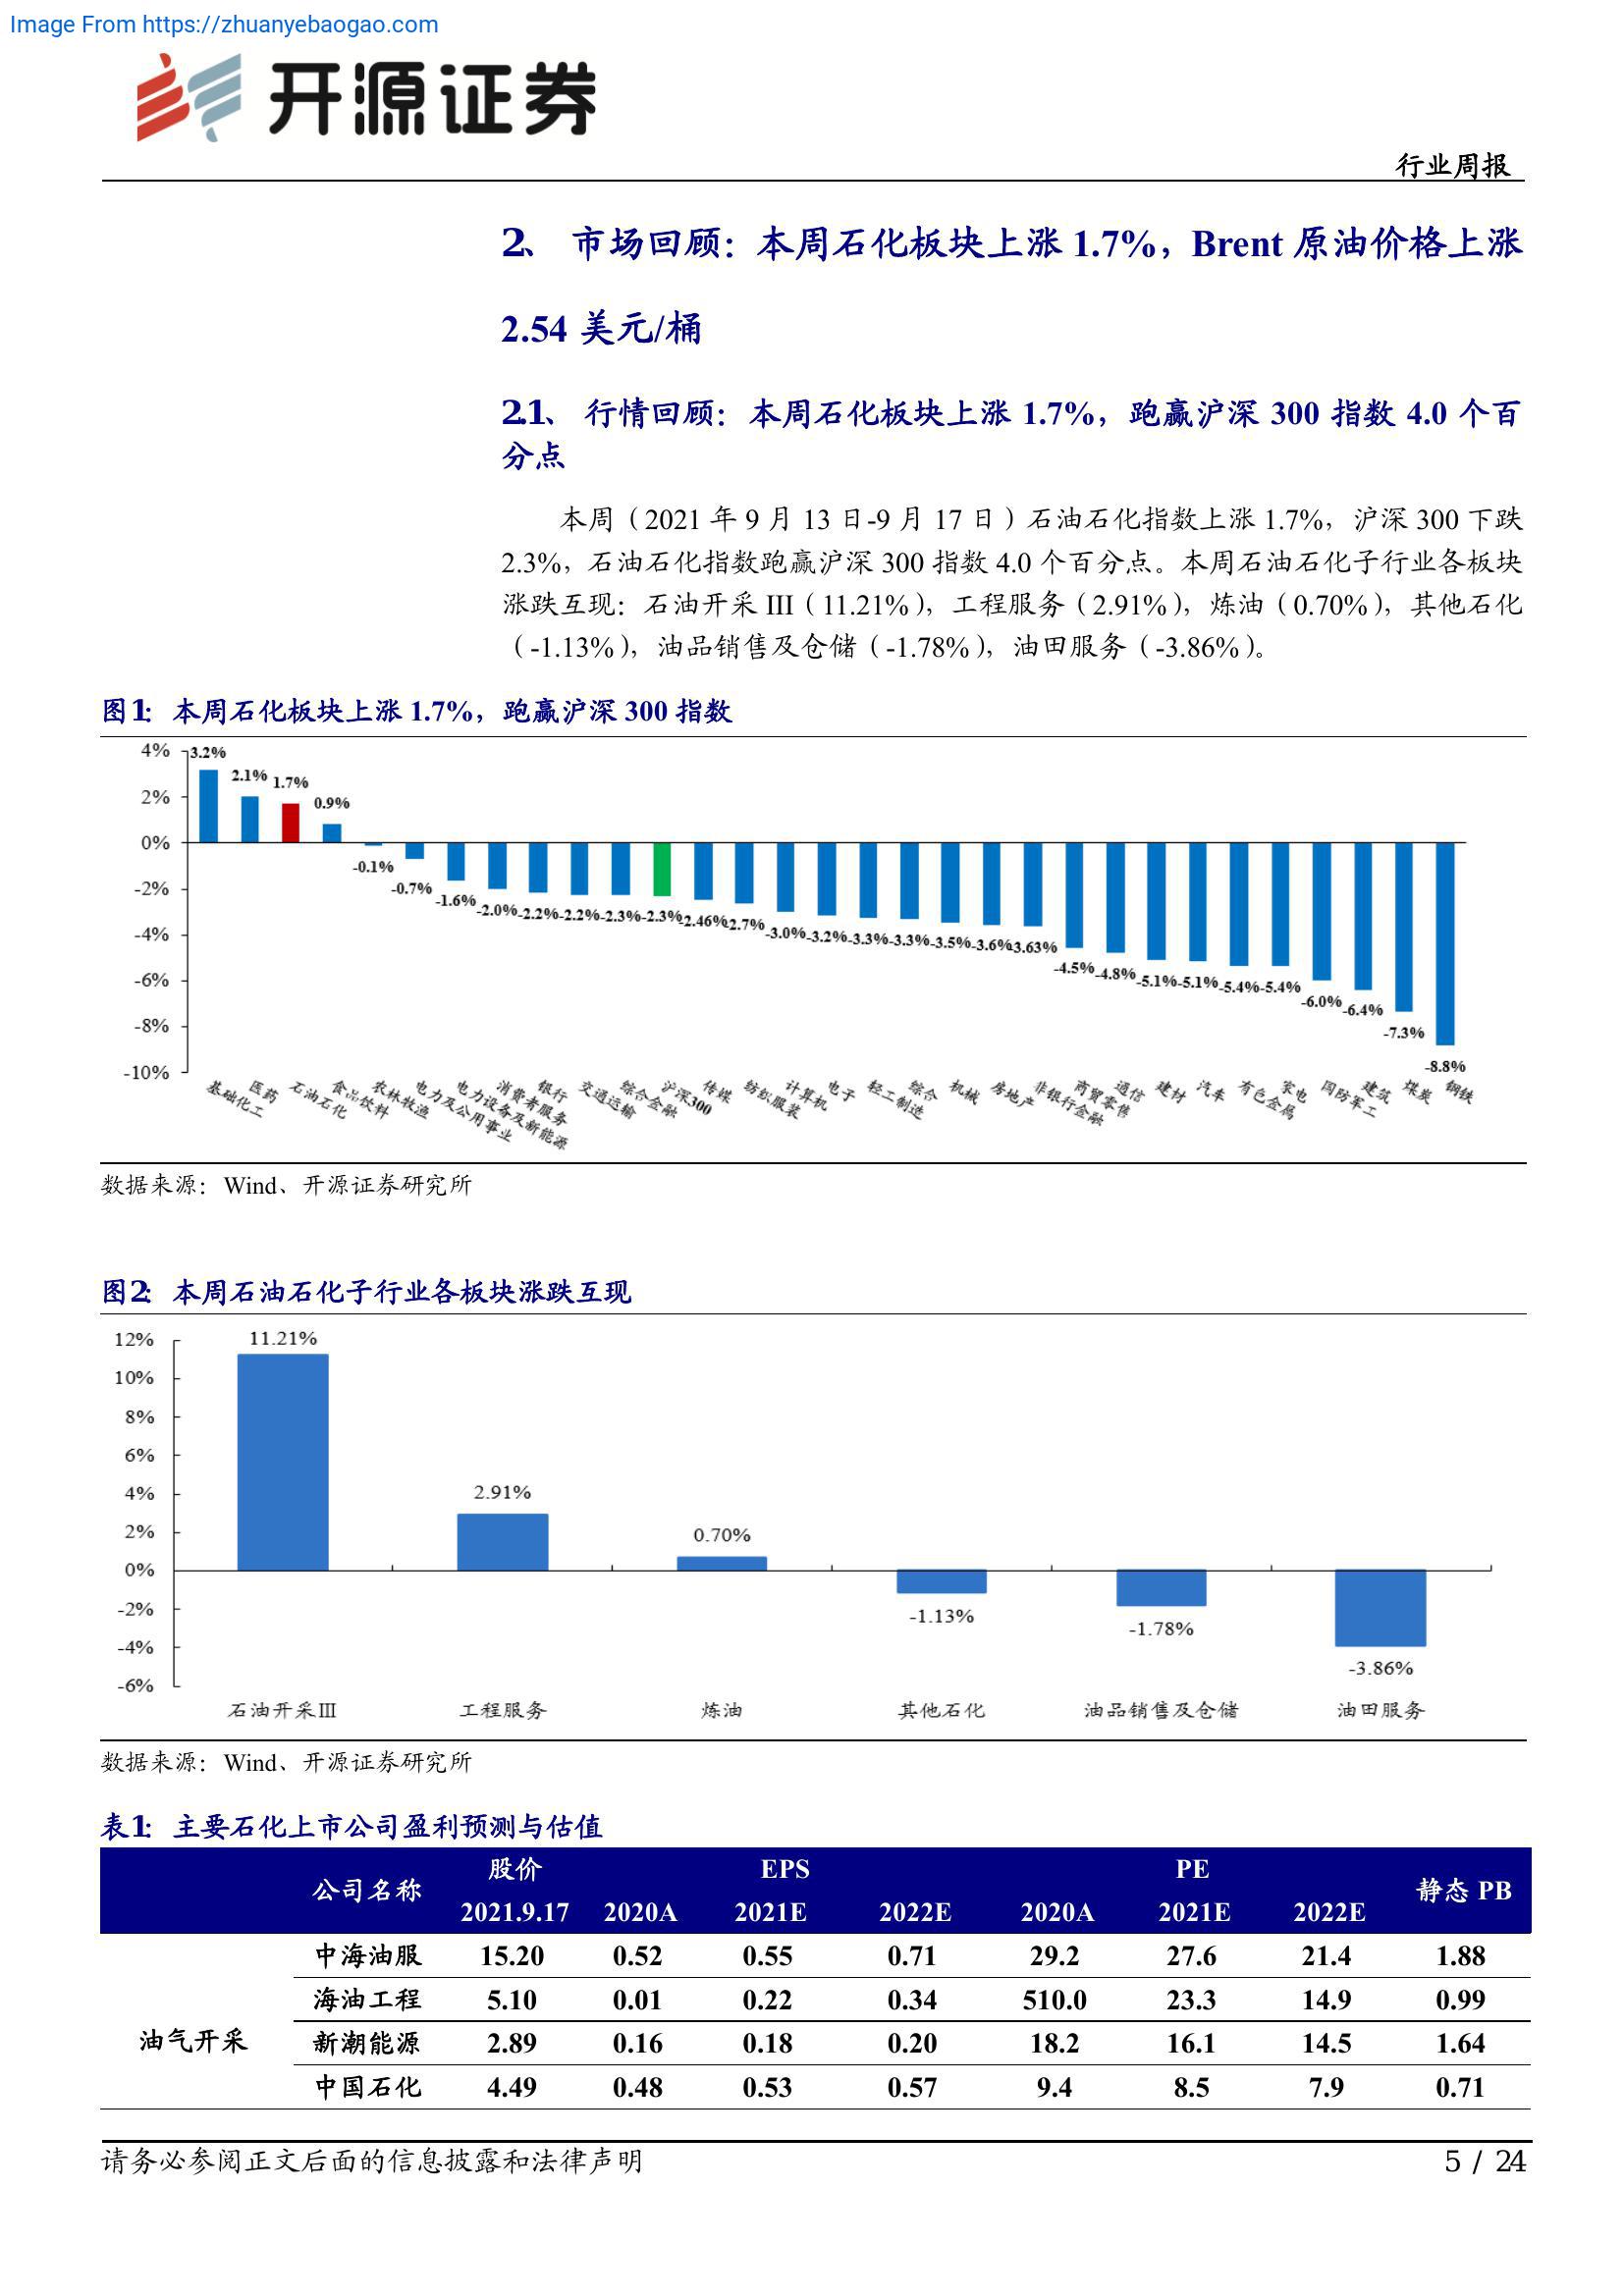 Image From https://zhuanyebaogao.com
开源证券
行业周报
2、 市场回顾：本周石化板块上涨 1.7%，Brent 原油价格上涨
2.54 美元/桶
2.1、 行情回顾：本周石化板块上涨 1.7%，跑赢沪深 300 指数 4.0 个百
分点
本周（2021 年 9 月 13 日-9 月 17 日）石油石化指数上涨 1.7%，沪深 300 下跌
2.3%，石油石化指数跑赢沪深 300 指数 4.0 个百分点。本周石油石化子行业各板块
涨跌互现：石油开采 III（11.21%），工程服务（2.91%），炼油（0.70%），其他石化
（-1.13%），油品销售及仓储（-1.78%），油田服务（-3.86%）。
图1： 本周石化板块上涨 1.7%，跑赢沪深 300 指数
4%
2%
0%
-2%
-4%
-6%
-8%
-10%
3.2% 2.1% 1.7% 0.9% -0.1% -0.7% -1.6% -2.0% -2.2% -2.2% -2.3% -2.3% -2.46% -2.7% -3.0% -3.2% -3.3% -3.3% -3.5% -3.6% -3.63% -4.5% -4.8% -5.1% -5.1% -5.4% -5.4% -6.0% -6.4% -7.3% -8.8%
基础化工 医药 石油石化 食品饮料 农林牧渔 电力及公用事业 电力设备及新能源 消费者服务 银行 交通运输 综合金融 沪深300 传媒 纺织服装 计算机 电子 轻工制造 综合 机械 房地产 非银行金融 商贸零售 通信 建材 汽车 有色金属 家电 国防军工 建筑 煤炭 钢铁
数据来源：Wind、开源证券研究所
图2： 本周石油石化子行业各板块涨跌互现
12%
10%
8%
6%
4%
2%
0%
-2%
-4%
-6%
11.21% 2.91% 0.70% -1.13% -1.78% -3.86%
石油开采Ⅲ 工程服务 炼油 其他石化 油品销售及仓储 油田服务
数据来源：Wind、开源证券研究所
表1： 主要石化上市公司盈利预测与估值
公司名称 股价 EPS PE 静态 PB
2021.9.17 2020A 2021E 2022E 2020A 2021E 2022E
油气开采
中海油服 15.20 0.52 0.55 0.71 29.2 27.6 21.4 1.88
海油工程 5.10 0.01 0.22 0.34 510.0 23.3 14.9 0.99
新潮能源 2.89 0.16 0.18 0.20 18.2 16.1 14.5 1.64
中国石化 4.49 0.48 0.53 0.57 9.4 8.5 7.9 0.71
请务必参阅正文后面的信息披露和法律声明
5 / 24